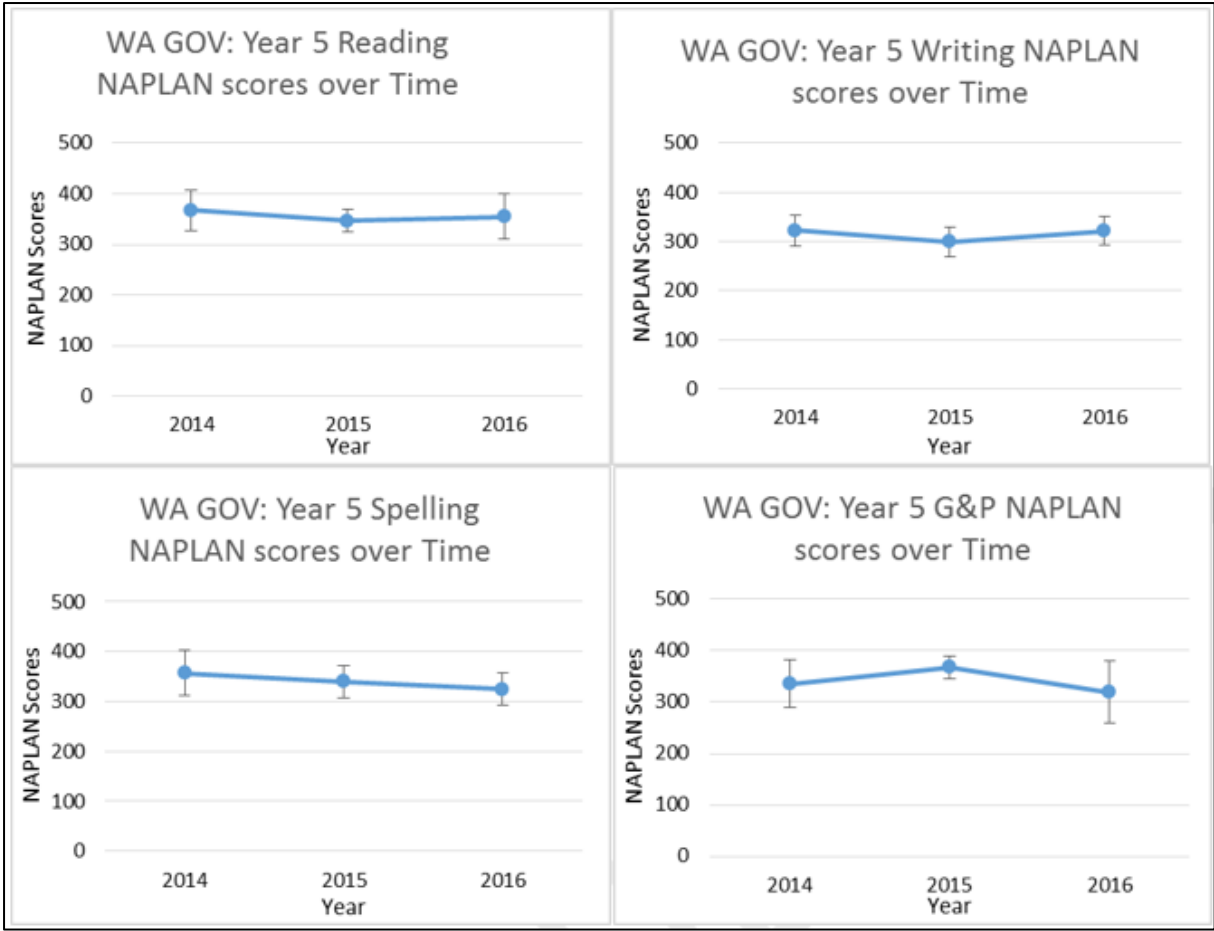 WA GOV: Year 5 Reading
NAPLAN scores over Time
500
400
300
200
100
0
NAPLAN Scores
2014 2015 2016
Year
WA GOV: Year 5 Writing NAPLAN
scores over Time
500
400
300
200
100
0
NAPLAN Scores
2014 2015 2016
Year
WA GOV: Year 5 Spelling
NAPLAN scores over Time
500
400
300
200
100
0
NAPLAN Scores
2014 2015 2016
Year
WA GOV: Year 5 G&P NAPLAN
scores over Time
500
400
300
200
100
0
NAPLAN Scores
2014 2015 2016
Year